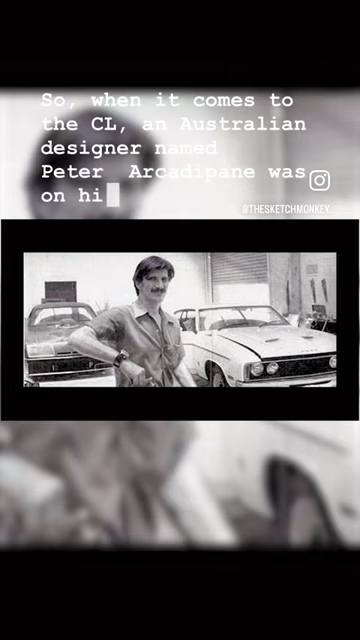 So, when it comes to
the CL, an Australian
designer named
Peter  Arcadipane was
on hi
@THESKETCHMONKEY